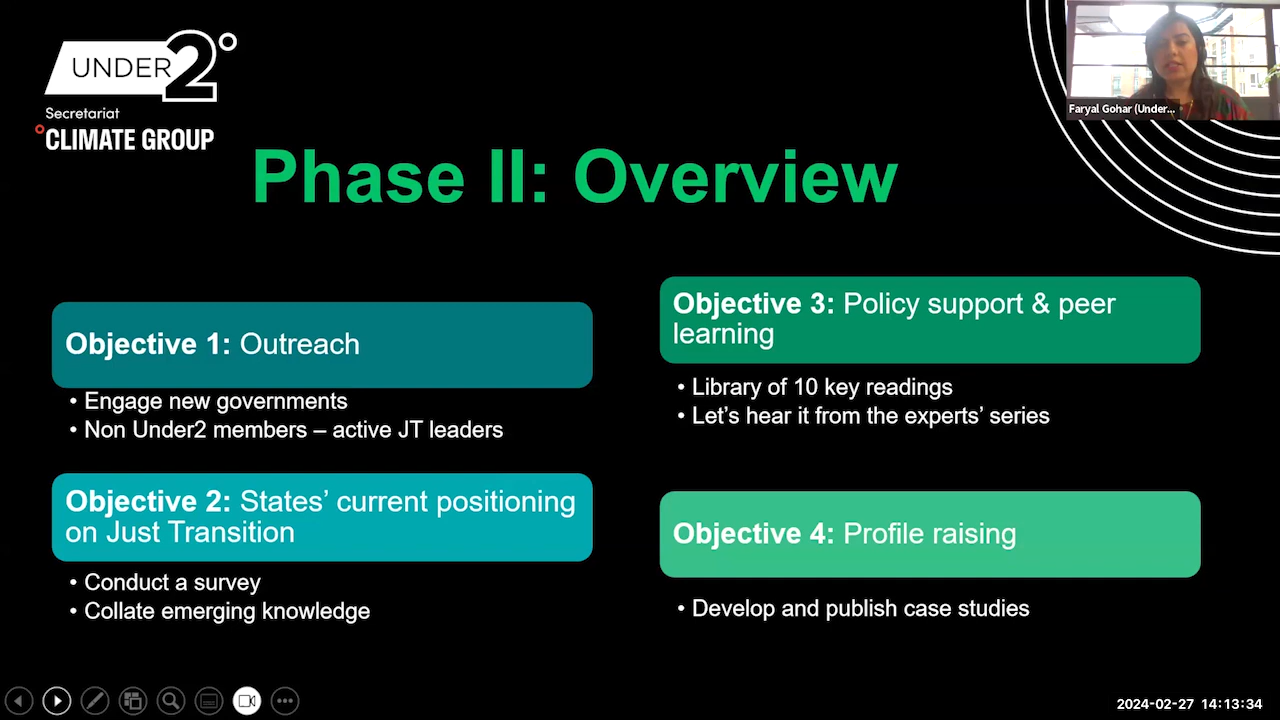 UNDER2°
Secretariat
°CLIMATE GROUP
Faryal Gohar (Under...
Phase II: Overview
Objective 1: Outreach
• Engage new governments
• Non Under2 members – active JT leaders
Objective 2: States’ current positioning
on Just Transition
• Conduct a survey
• Collate emerging knowledge
Objective 3: Policy support & peer
learning
• Library of 10 key readings
• Let’s hear it from the experts’ series
Objective 4: Profile raising
• Develop and publish case studies
2024-02-27 14:13:34